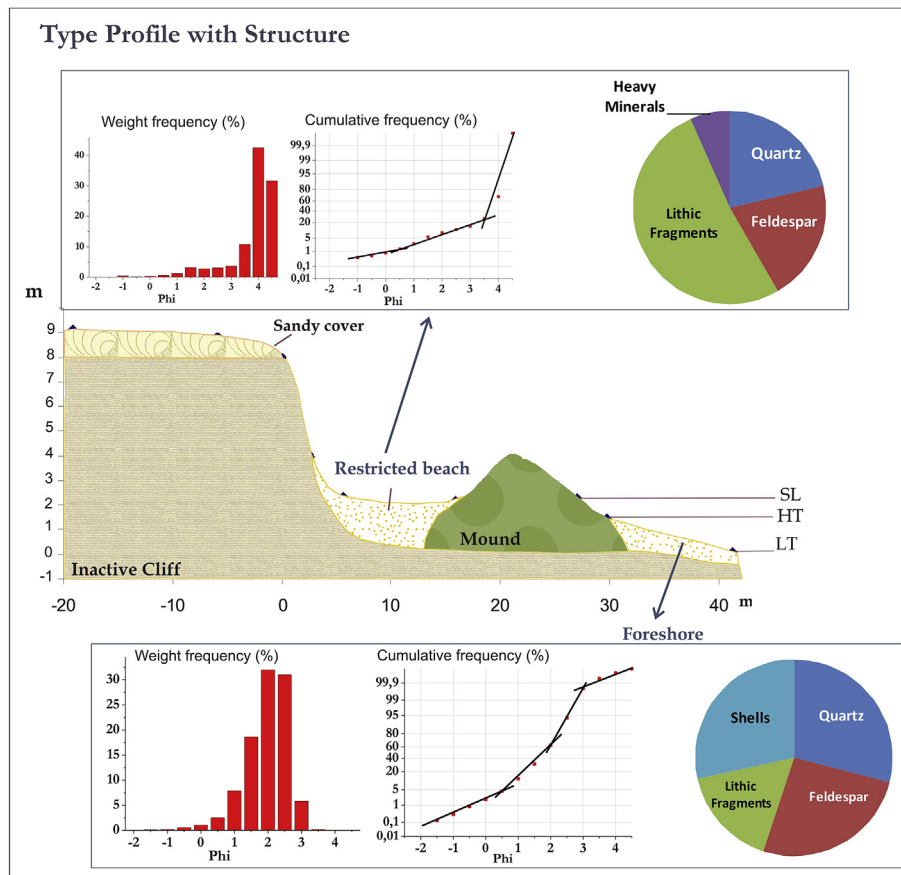 Type Profile with Structure
Weight frequency (%)
40
30
20
10
0
-2 -1 0 1 2 3 4
Phi
Cumulative frequency (%)
99,9
99
95
80
60
40
20
5
1
0,1
0,01
-2 -1 0 1 2 3 4
Phi
Heavy
Minerals
Quartz
Feldespar
Lithic
Fragments
m
9
8
7
6
4
3
2
1
0
-1
Sandy cover
Restricted beach
Mound
Inactive Cliff
SL
HT
LT
-20 -10 0 10 20 30 40 m
Foreshore
Weight frequency (%)
30
25
20
15
10
5
0
-2 -1 0 1 2 3 4
Phi
Cumulative frequency (%)
99,9
99
95
80
60
40
20
5
1
0,1
0,01
-2 -1 0 1 2 3 4
Phi
Shells
Quartz
Lithic
Fragments
Feldespar